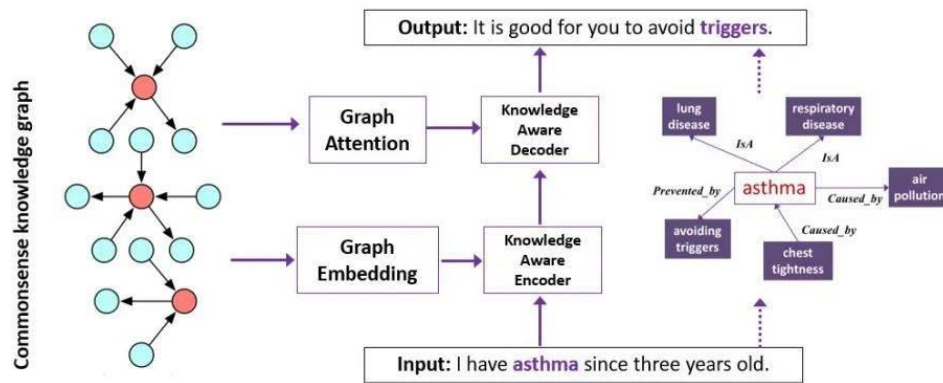 Commonsense knowledge graph
Output: It is good for you to avoid triggers.
Graph
Attention
Knowledge
Aware
Decoder
Graph
Embedding
Knowledge
Aware
Encoder
Input: I have asthma since three years old.
lung
disease
respiratory
disease
IsA
IsA
asthma
air
pollution
Prevented_by
Caused_by
avoiding
triggers
Caused_by
chest
tightness